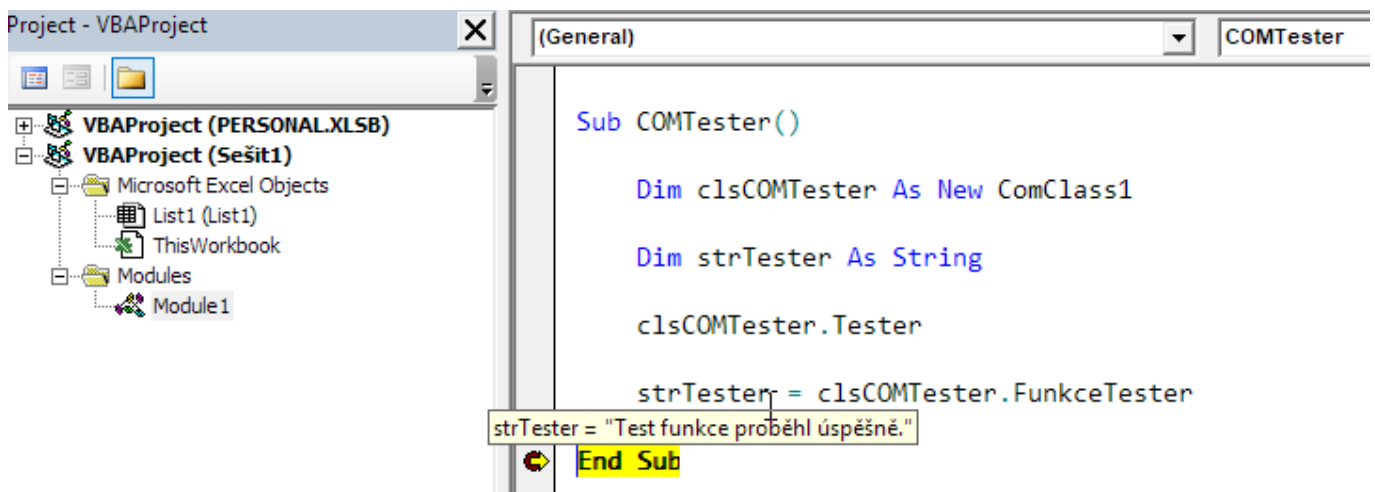 Project - VBAProject
VBAProject (PERSONAL.XLSB)
VBAProject (Sešit1)
Microsoft Excel Objects
List1 (List1)
ThisWorkbook
Modules
Module1
(General)
COMTester
Sub COMTester()
Dim clsCOMTester As New ComClass1
Dim strTester As String
clsCOMTester.Tester
strTester = clsCOMTester.FunkceTester
strTester = "Test funkce proběhl úspěšně."
End Sub